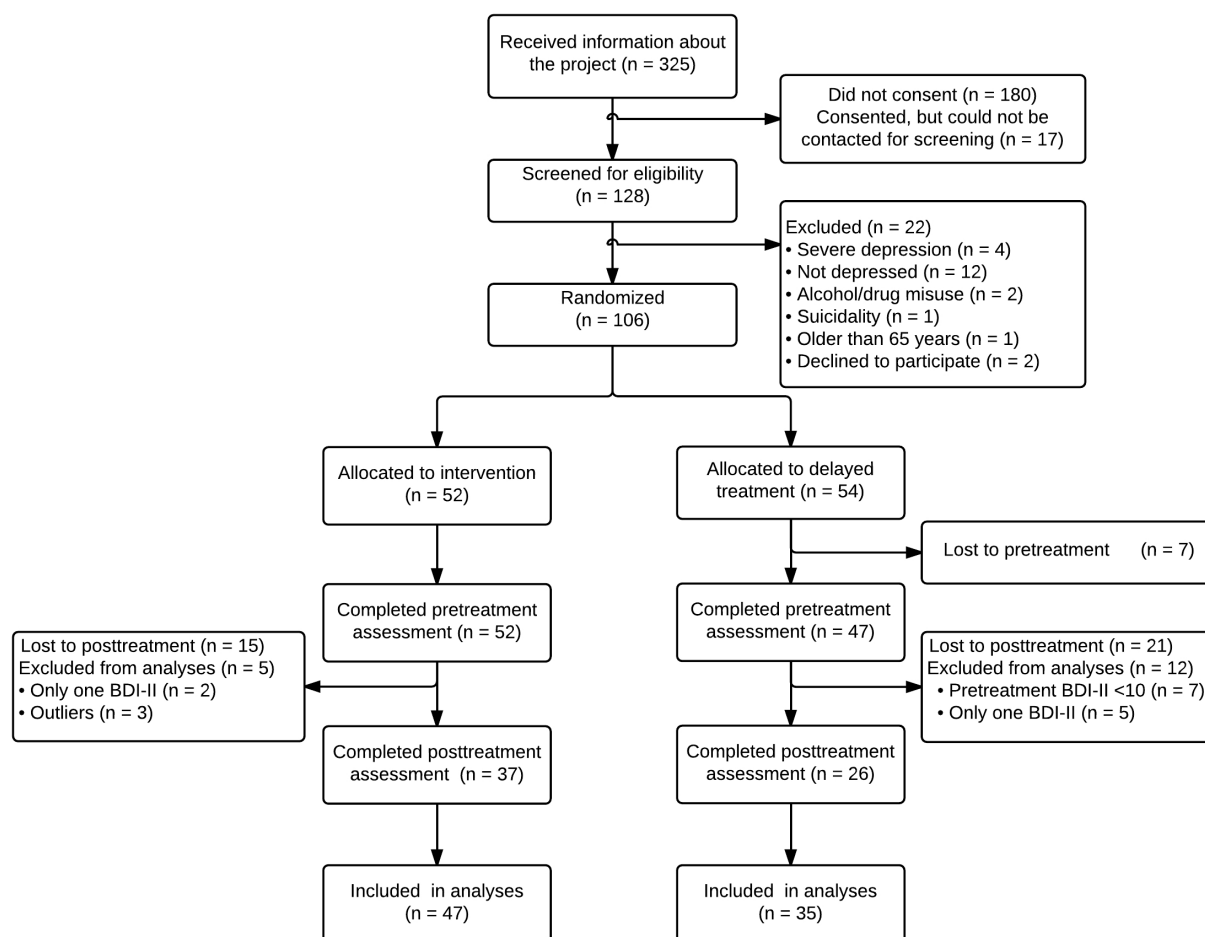 Received information about
the project (n = 325)
Did not consent (n = 180)
Consented, but could not be
contacted for screening (n = 17)
Screened for eligibility
(n = 128)
Excluded (n = 22)
• Severe depression (n = 4)
• Not depressed (n = 12)
• Alcohol/drug misuse (n = 2)
• Suicidality (n = 1)
• Older than 65 years (n = 1)
• Declined to participate (n = 2)
Randomized
(n = 106)
Allocated to intervention
(n = 52)
Allocated to delayed
treatment (n = 54)
Lost to pretreatment (n = 7)
Completed pretreatment
assessment (n = 52)
Completed pretreatment
assessment (n = 47)
Lost to posttreatment (n = 15)
Excluded from analyses (n = 5)
• Only one BDI-II (n = 2)
• Outliers (n = 3)
Lost to posttreatment (n = 21)
Excluded from analyses (n = 12)
• Pretreatment BDI-II <10 (n = 7)
• Only one BDI-II (n = 5)
Completed posttreatment
assessment (n = 37)
Completed posttreatment
assessment (n = 26)
Included in analyses
(n = 47)
Included in analyses
(n = 35)